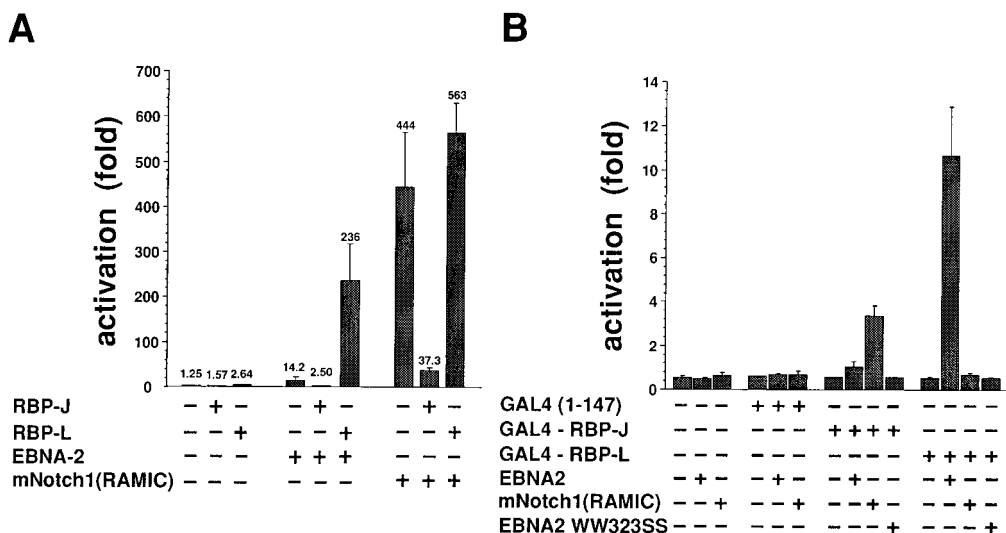 A
activation (fold)
700
600
500
400
300
200
100
0
1.25
1.57
2.64
14.2
2.50
236
444
37.3
563
RBP-J − + − − + − − + −
RBP-L − − + − − + − − +
EBNA-2 − − − + + + − − −
mNotch1(RAMIC) − − − − − − + + +
B
activation (fold)
14
12
10
8
6
4
2
0
GAL4 (1-147) − − − + + + − − − − − − − −
GAL4 - RBP-J − − − − − − + + + + − − − −
GAL4 - RBP-L − − − − − − − − − − + + + +
EBNA2 − + − − + − − + − − − + − −
mNotch1(RAMIC) − − + − − + − − + − − − + −
EBNA2 WW323SS − − − − − − − − − + − − − +